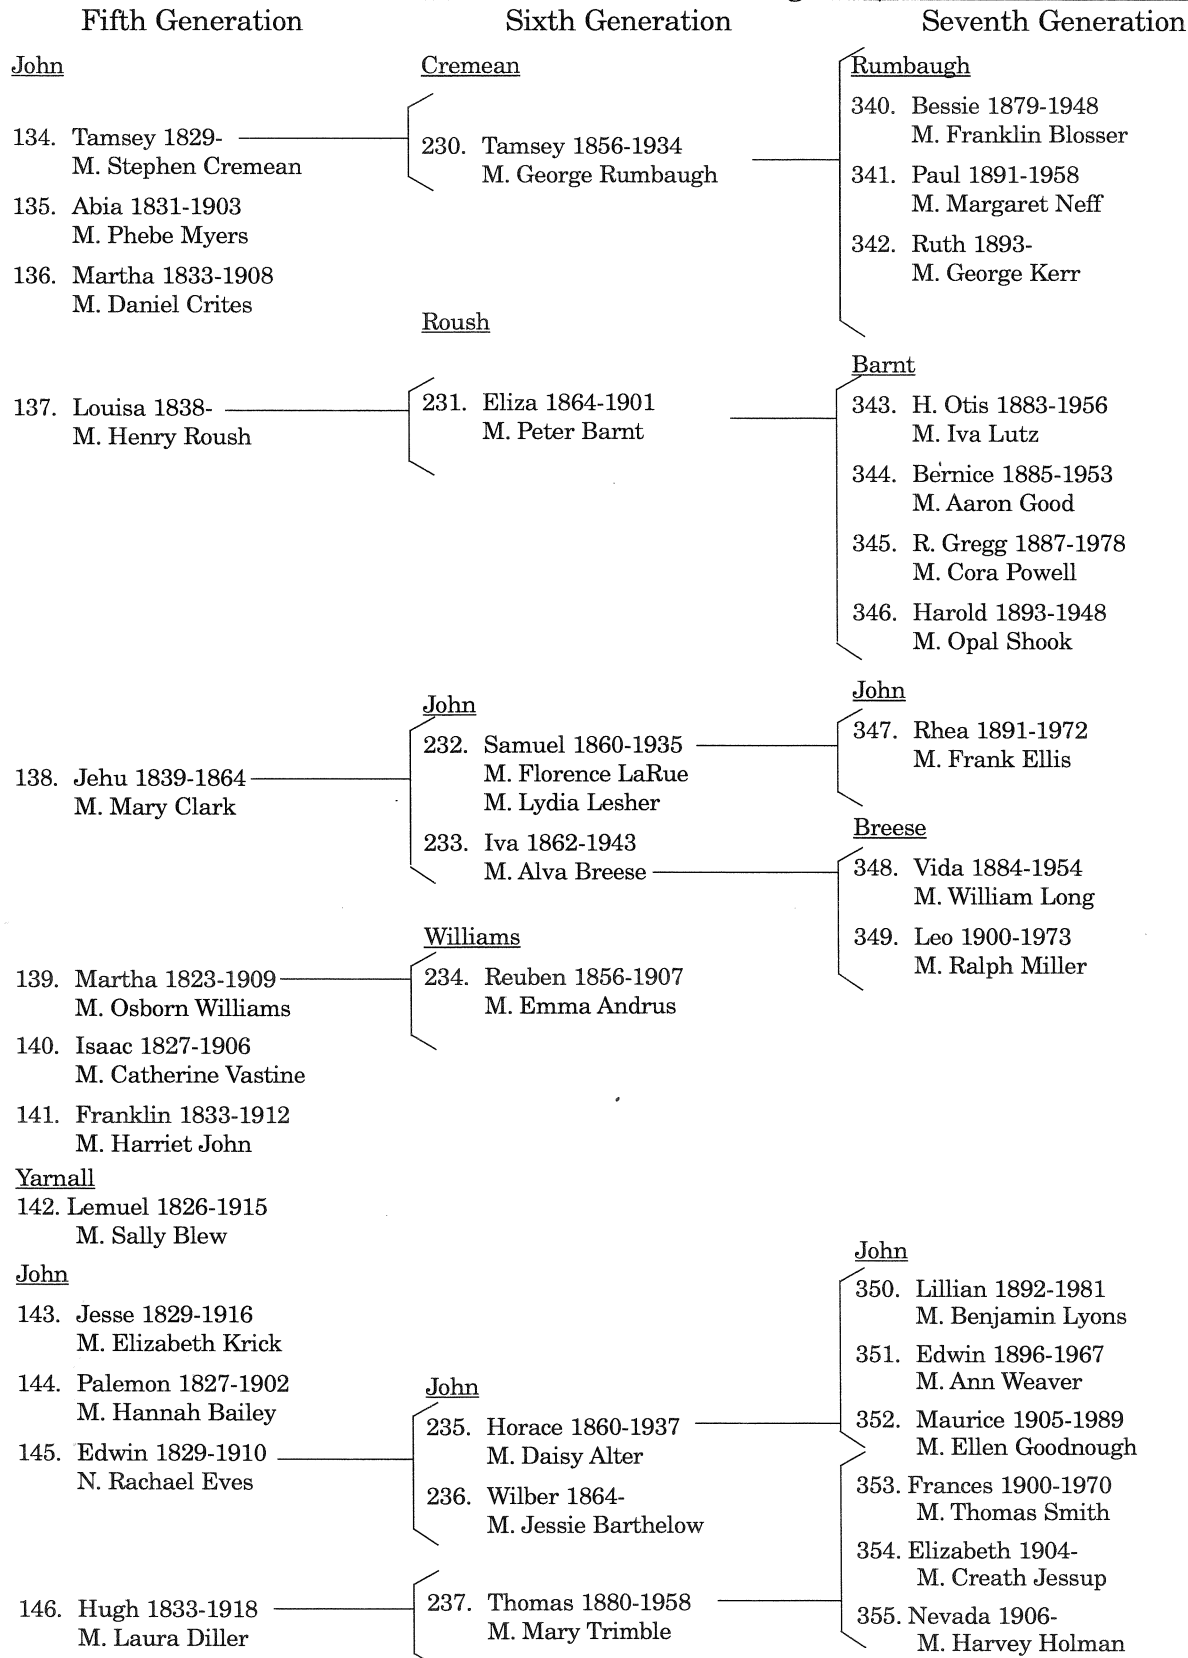 Fifth Generation
John
134. Tamsey 1829-
M. Stephen Cremean
135. Abia 1831-1903
M. Phebe Myers
136. Martha 1833-1908
M. Daniel Crites
137. Louisa 1838-
M. Henry Roush
138. Jehu 1839-1864
M. Mary Clark
139. Martha 1823-1909
M. Osborn Williams
140. Isaac 1827-1906
M. Catherine Vastine
141. Franklin 1833-1912
M. Harriet John
Yarnall
142. Lemuel 1826-1915
M. Sally Blew
John
143. Jesse 1829-1916
M. Elizabeth Krick
144. Palemon 1827-1902
M. Hannah Bailey
145. Edwin 1829-1910
N. Rachael Eves
146. Hugh 1833-1918
M. Laura Diller
Sixth Generation
Cremean
230. Tamsey 1856-1934
M. George Rumbaugh
Roush
231. Eliza 1864-1901
M. Peter Barnt
John
232. Samuel 1860-1935
M. Florence LaRue
M. Lydia Lesher
233. Iva 1862-1943
M. Alva Breese
Williams
234. Reuben 1856-1907
M. Emma Andrus
John
235. Horace 1860-1937
M. Daisy Alter
236. Wilber 1864-
M. Jessie Barthelow
237. Thomas 1880-1958
M. Mary Trimble
Seventh Generation
Rumbaugh
340. Bessie 1879-1948
M. Franklin Blosser
341. Paul 1891-1958
M. Margaret Neff
342. Ruth 1893-
M. George Kerr
Barnt
343. H. Otis 1883-1956
M. Iva Lutz
344. Bernice 1885-1953
M. Aaron Good
345. R. Gregg 1887-1978
M. Cora Powell
346. Harold 1893-1948
M. Opal Shook
John
347. Rhea 1891-1972
M. Frank Ellis
Breese
348. Vida 1884-1954
M. William Long
349. Leo 1900-1973
M. Ralph Miller
John
350. Lillian 1892-1981
M. Benjamin Lyons
351. Edwin 1896-1967
M. Ann Weaver
352. Maurice 1905-1989
M. Ellen Goodnough
353. Frances 1900-1970
M. Thomas Smith
354. Elizabeth 1904-
M. Creath Jessup
355. Nevada 1906-
M. Harvey Holman